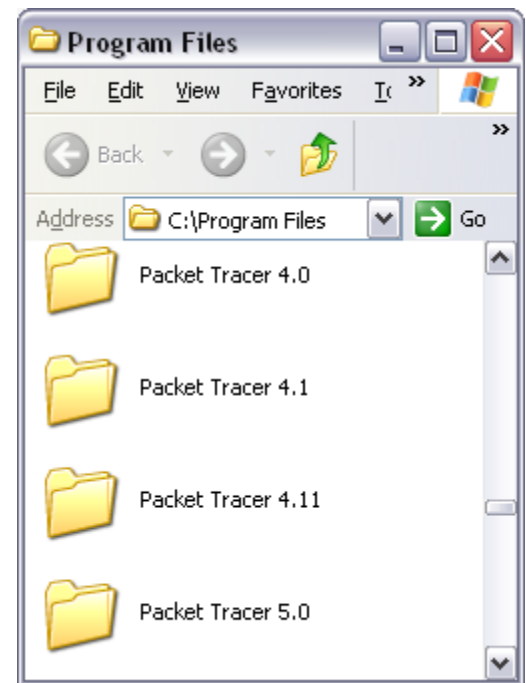 Program Files
File Edit View Favorites To »
Back »
Address C:\Program Files Go
Packet Tracer 4.0
Packet Tracer 4.1
Packet Tracer 4.11
Packet Tracer 5.0